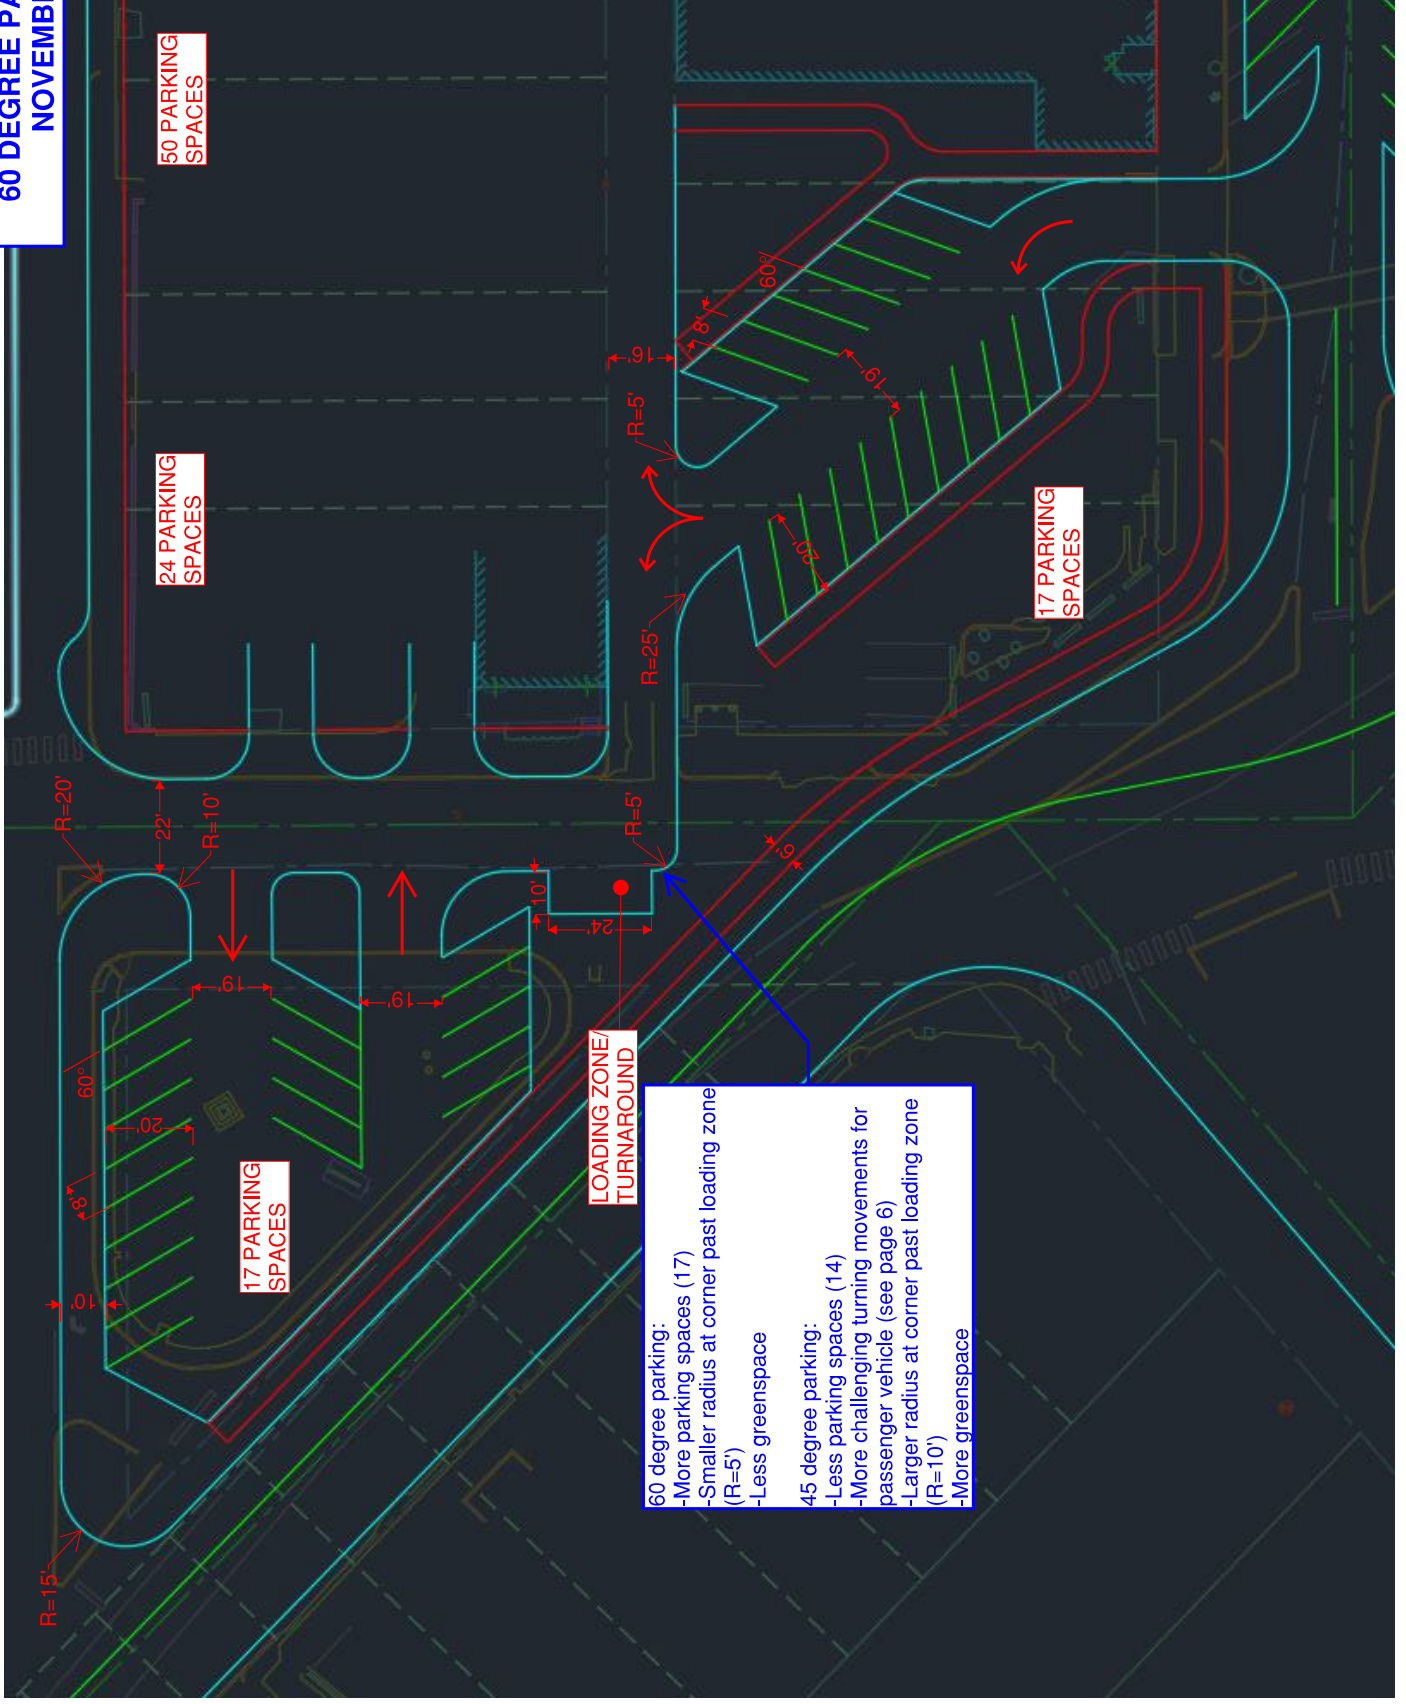 60 DEGREE PA
NOVEMB
50 PARKING
SPACES
24 PARKING
SPACES
R=20'
22'
R=10'
R=5'
16'
R=5'
R=25'
8'
60°
19'
20'
17 PARKING
SPACES
6'
10'
24'
19'
19'
60°
20'
8'
10'
17 PARKING
SPACES
R=15'
LOADING ZONE/
TURNAROUND
60 degree parking:
-More parking spaces (17)
-Smaller radius at corner past loading zone
(R=5')
-Less greenspace
45 degree parking:
-Less parking spaces (14)
-More challenging turning movements for
passenger vehicle (see page 6)
-Larger radius at corner past loading zone
(R=10')
-More greenspace